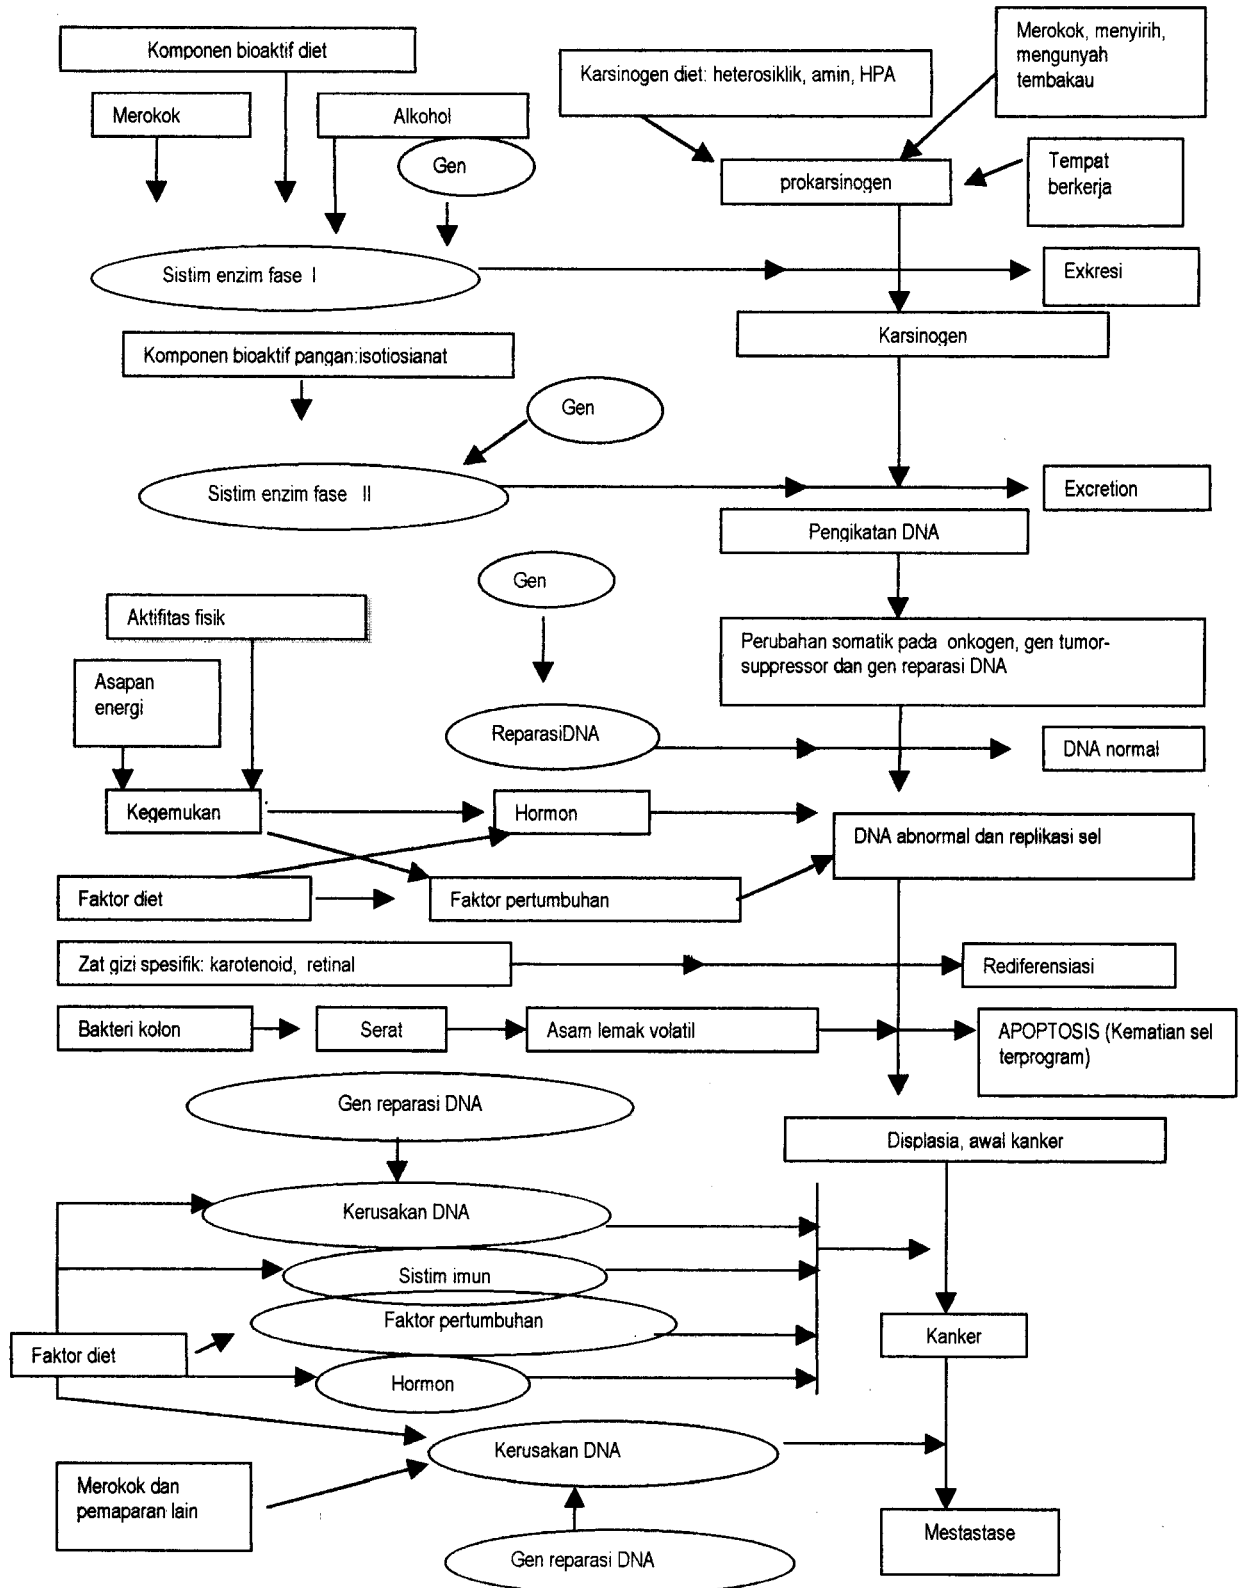 Komponen bioaktif diet
Merokok
Alkohol
Gen
Karsinogen diet: heterosiklik, amin, HPA
Merokok, menyirih,
mengunyah
tembakau
prokarsinogen
Tempat
berkerja
Sistim enzim fase I
Exkresi
Komponen bioaktif pangan:isotiosianat
Karsinogen
Gen
Sistim enzim fase II
Excretion
Pengikatan DNA
Gen
Aktifitas fisik
Perubahan somatik pada onkogen, gen tumor-
suppressor dan gen reparasi DNA
Asapan
energi
ReparasiDNA
DNA normal
Kegemukan
Hormon
DNA abnormal dan replikasi sel
Faktor diet
Faktor pertumbuhan
Zat gizi spesifik: karotenoid, retinal
Rediferensiasi
Bakteri kolon
Serat
Asam lemak volatil
APOPTOSIS (Kematian sel
terprogram)
Gen reparasi DNA
Displasia, awal kanker
Kerusakan DNA
Sistim imun
Faktor pertumbuhan
Kanker
Faktor diet
Hormon
Kerusakan DNA
Merokok dan
pemaparan lain
Mestastase
Gen reparasi DNA